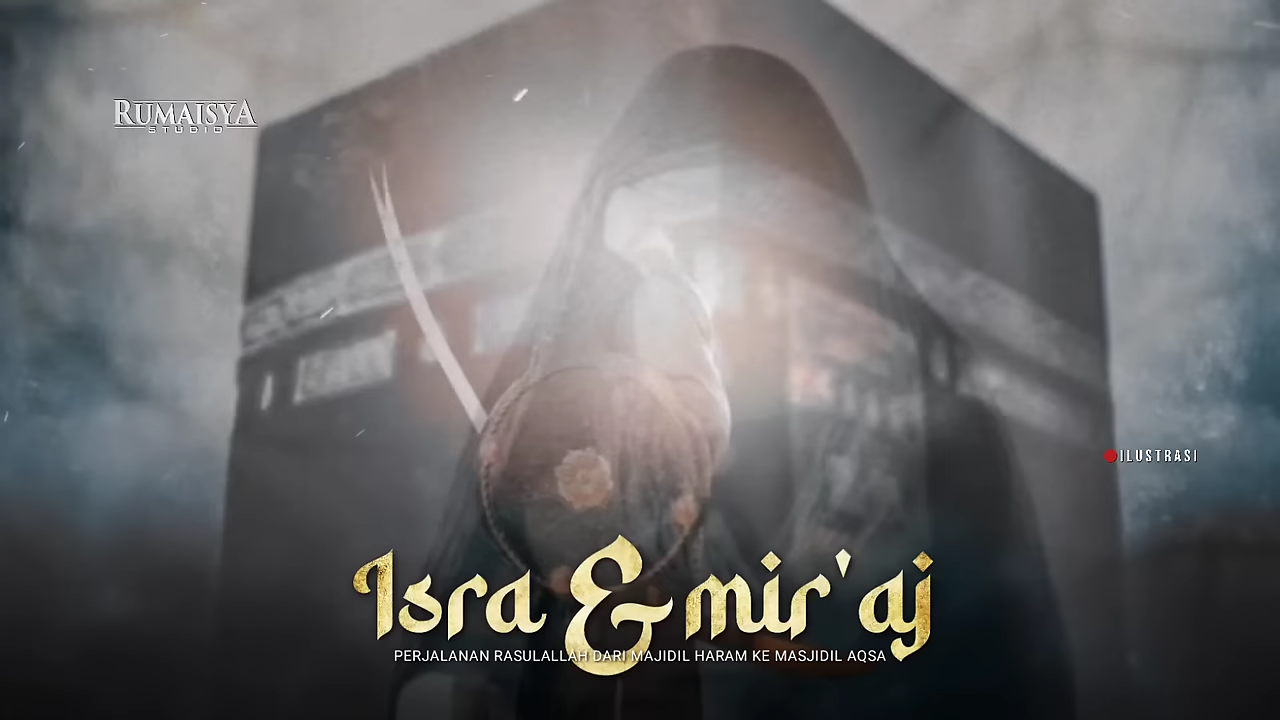 RUMAISYA
STUDIO
ILUSTRASI
Isra & mir'aj
PERJALANAN RASULALLAH DARI MAJIDIL HARAM KE MASJIDIL AQSA